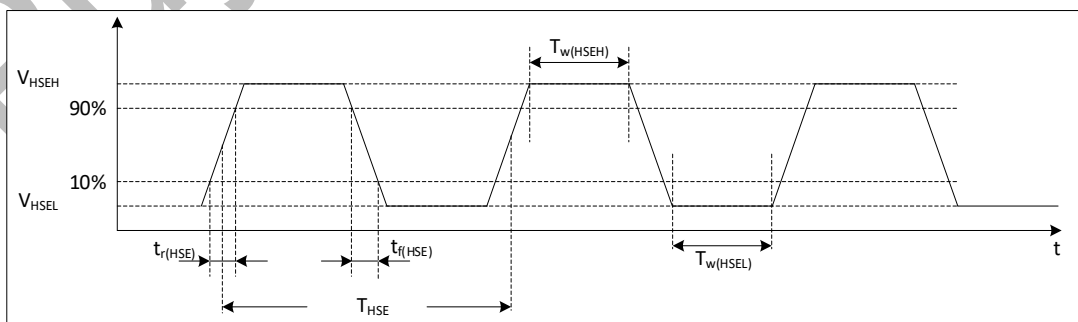 T_w(HSEH)
V_HSEH
90%
10%
V_HSEL
t_r(HSE)
t_f(HSE)
T_w(HSEL)
t
T_HSE